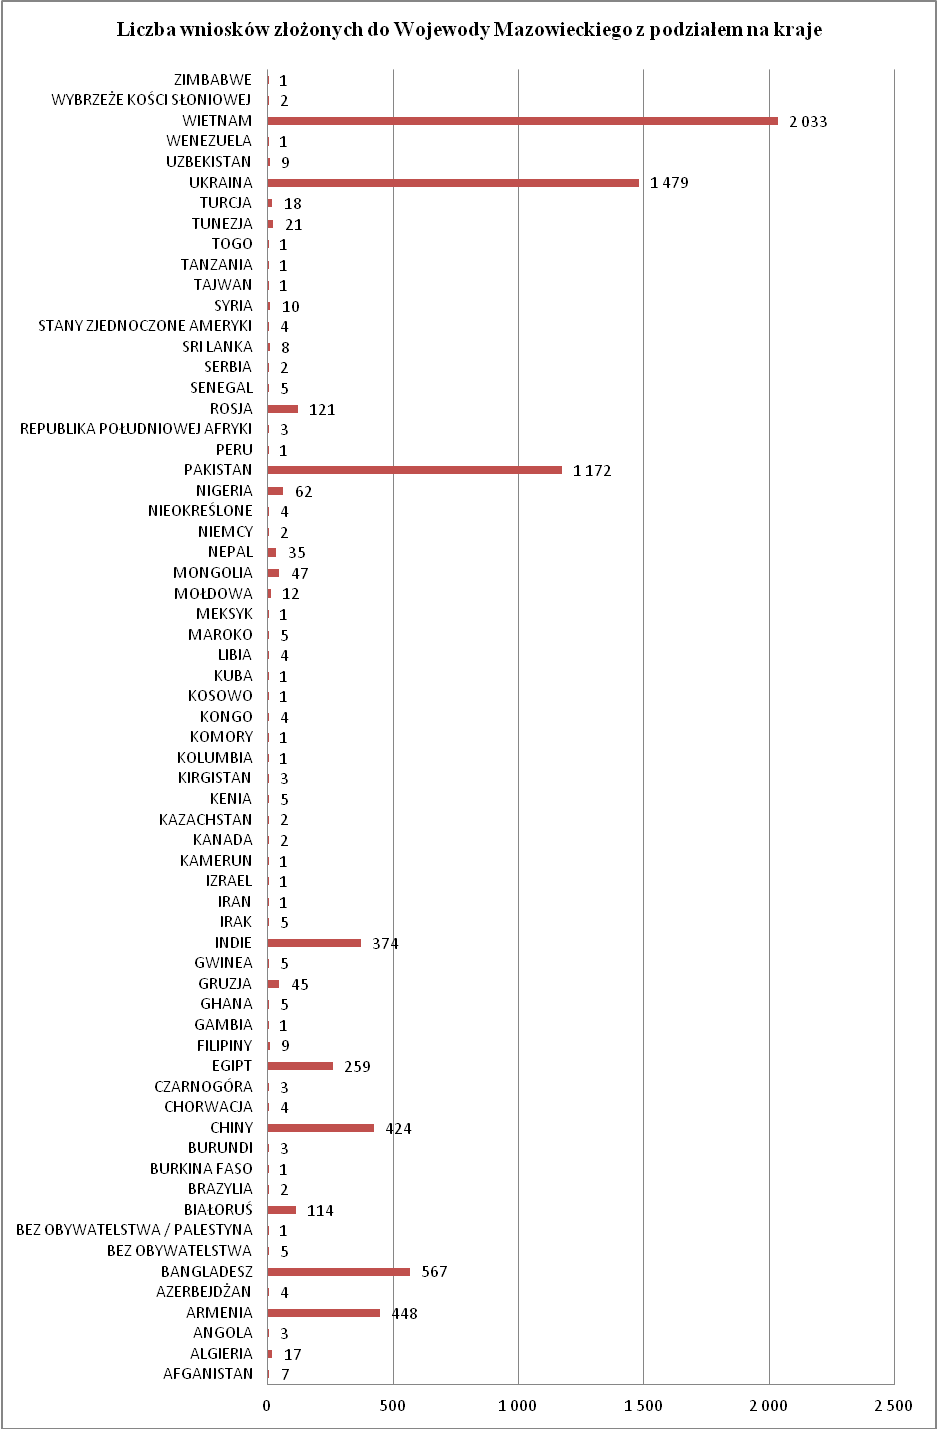 Liczba wniosków złożonych do Wojewody Mazowieckiego z podziałem na kraje
ZIMBABWE 1
WYBRZEŻE KOŚCI SŁONIOWEJ 2
WIETNAM 2 033
WENEZUELA 1
UZBEKISTAN 9
UKRAINA 1 479
TURCJA 18
TUNEZJA 21
TOGO 1
TANZANIA 1
TAJWAN 1
SYRIA 10
STANY ZJEDNOCZONE AMERYKI 4
SRI LANKA 8
SERBIA 2
SENEGAL 5
ROSJA 121
REPUBLIKA POŁUDNIOWEJ AFRYKI 3
PERU 1
PAKISTAN 1 172
NIGERIA 62
NIEOKREŚLONE 4
NIEMCY 2
NEPAL 35
MONGOLIA 47
MOŁDOWA 12
MEKSYK 1
MAROKO 5
LIBIA 4
KUBA 1
KOSOWO 1
KONGO 4
KOMORY 1
KOLUMBIA 1
KIRGISTAN 3
KENIA 5
KAZACHSTAN 2
KANADA 2
KAMERUN 1
IZRAEL 1
IRAN 1
IRAK 5
INDIE 374
GWINEA 5
GRUZJA 45
GHANA 5
GAMBIA 1
FILIPINY 9
EGIPT 259
CZARNOGÓRA 3
CHORWACJA 4
CHINY 424
BURUNDI 3
BURKINA FASO 1
BRAZYLIA 2
BIAŁORUŚ 114
BEZ OBYWATELSTWA / PALESTYNA 1
BEZ OBYWATELSTWA 5
BANGLADESZ 567
AZERBEJDŻAN 4
ARMENIA 448
ANGOLA 3
ALGIERIA 17
AFGANISTAN 7
0 500 1 000 1 500 2 000 2 500